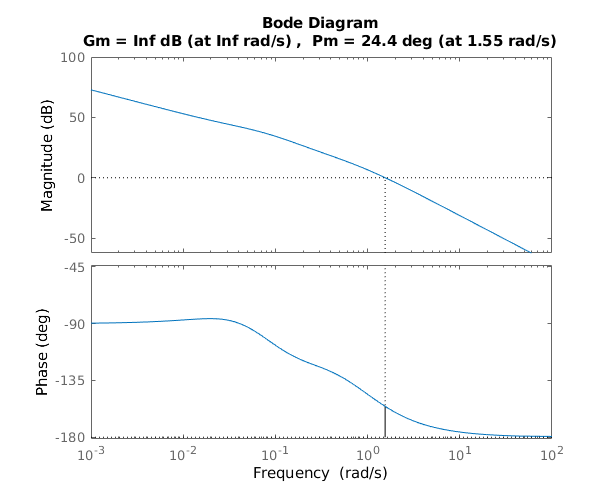 Bode Diagram
Gm = Inf dB (at Inf rad/s) ,  Pm = 24.4 deg (at 1.55 rad/s)
100
50
0
-50
Magnitude (dB)
-45
-90
-135
-180
Phase (deg)
10^-3 10^-2 10^-1 10^0 10^1 10^2
Frequency  (rad/s)